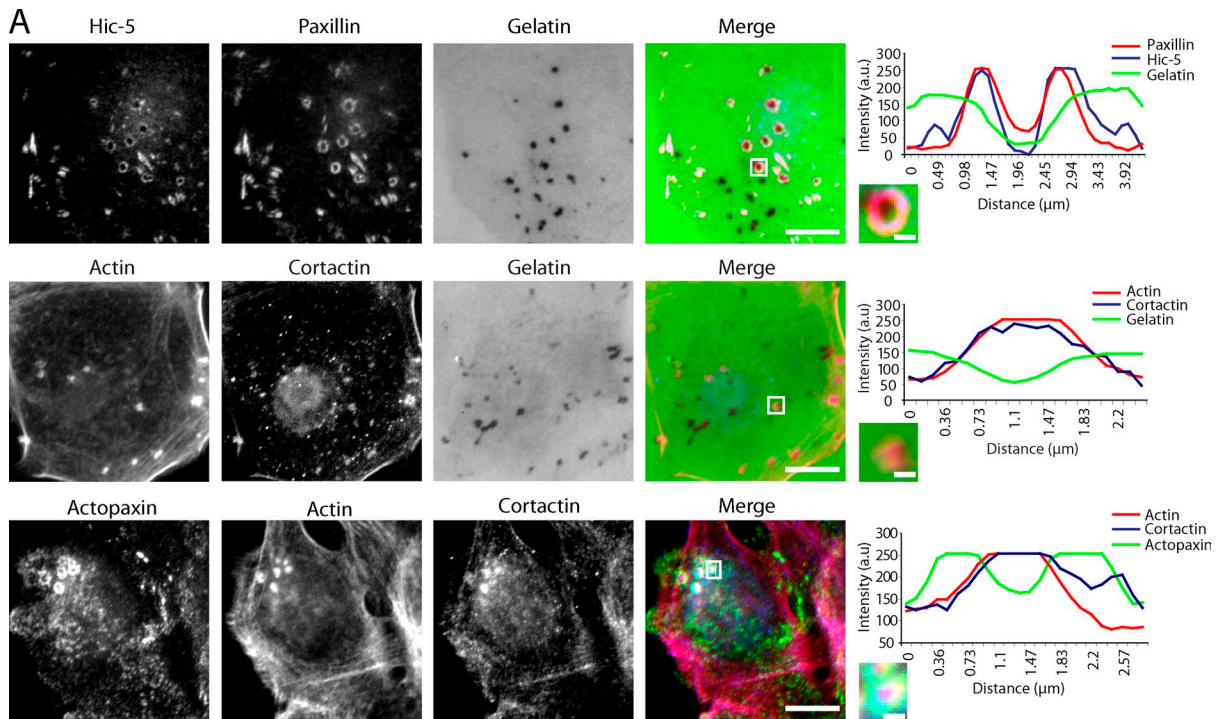 A
Hic-5 Paxillin Gelatin Merge
Paxillin
Hic-5
Gelatin
Intensity (a.u.)
300
250
200
150
100
50
0
0 0.49 0.98 1.47 1.96 2.45 2.94 3.43 3.92
Distance (µm)
Actin Cortactin Gelatin Merge
Actin
Cortactin
Gelatin
Intensity (a.u)
300
250
200
150
100
50
0
0 0.36 0.73 1.1 1.47 1.83 2.2
Distance (µm)
Actopaxin Actin Cortactin Merge
Actin
Cortactin
Actopaxin
Intensity (a.u)
300
250
200
150
100
50
0 0.36 0.73 1.1 1.47 1.83 2.2 2.57
Distance (µm)